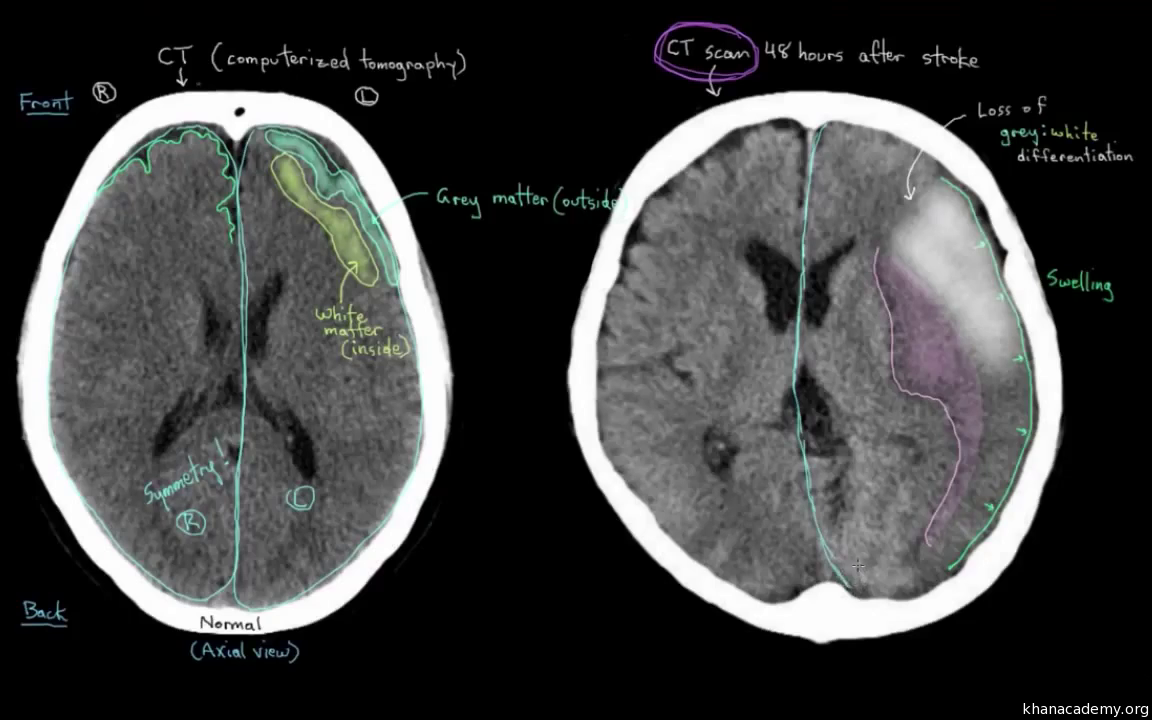 CT (computerized tomography)
Front
R
L
Grey matter (outside)
White
matter
(inside)
Symmetry!
R
L
Back
Normal
(Axial view)
CT scan 48 hours after stroke
Loss of
grey:white
differentiation
Swelling
khanacademy.org